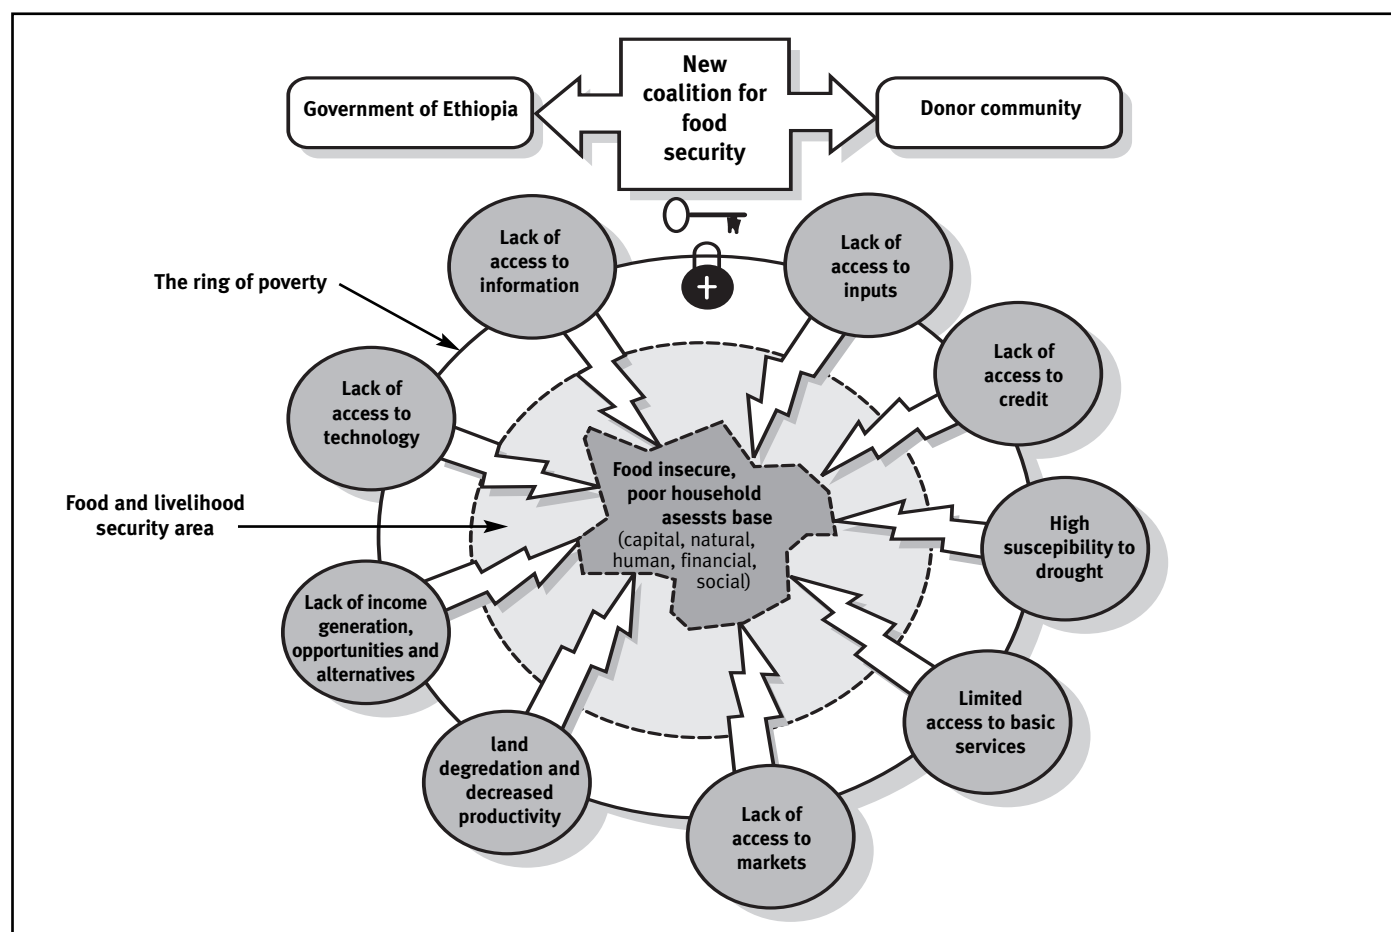 New
coalition for
food
security
Government of Ethiopia
Donor community
Lack of
access to
information
Lack of
access to
inputs
The ring of poverty
Lack of
access to
credit
Lack of
access to
technology
Food insecure,
poor household
asessts base
(capital, natural,
human, financial,
social)
Food and livelihood
security area
High
suscepibility to
drought
Lack of income
generation,
opportunities and
alternatives
Limited
access to basic
services
land
degredation and
decreased
productivity
Lack of
access to
markets